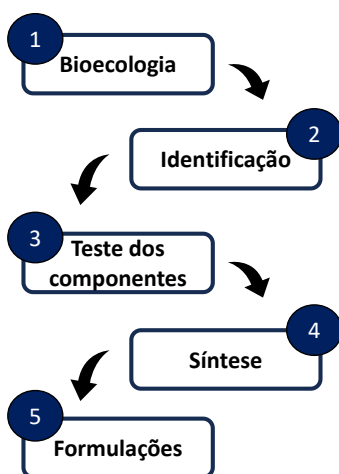 1
Bioecologia
2
Identificação
3
Teste dos
componentes
4
Síntese
5
Formulações